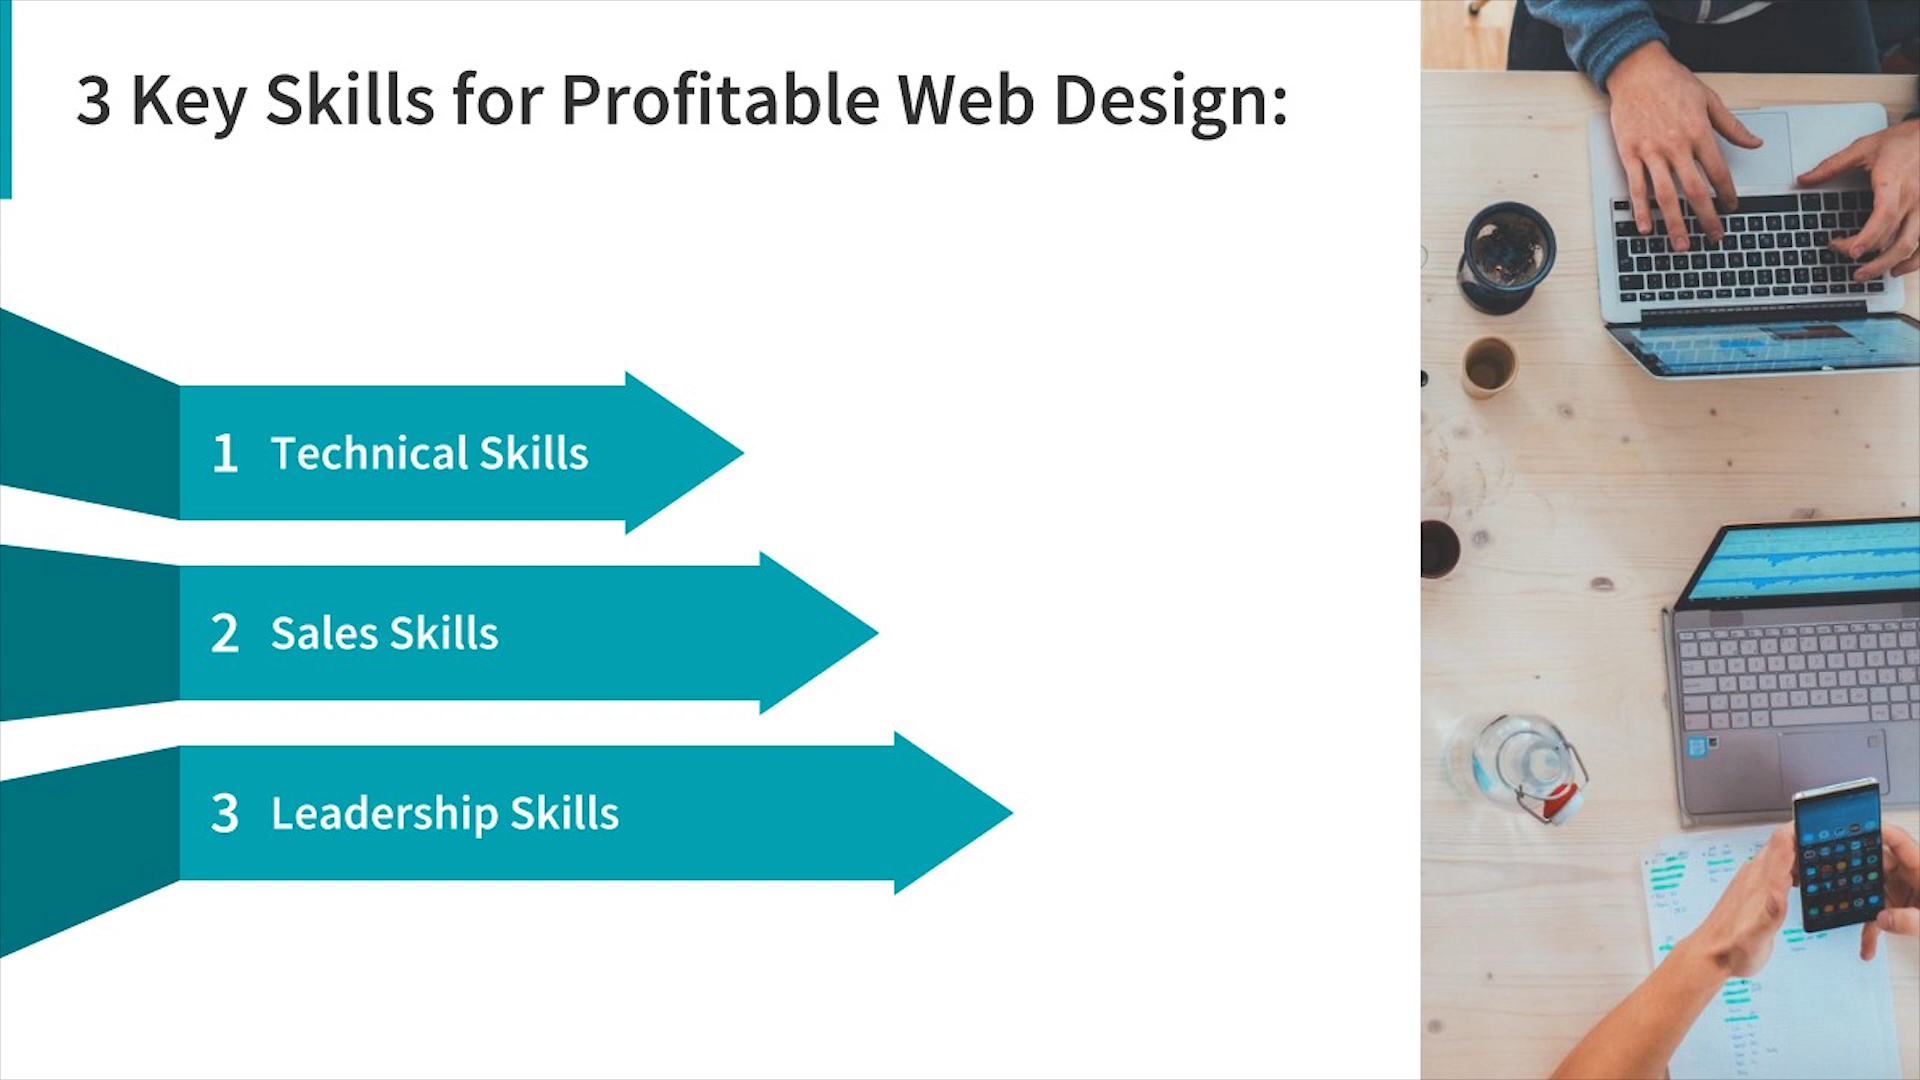 3 Key Skills for Profitable Web Design:
1 Technical Skills
2 Sales Skills
3 Leadership Skills